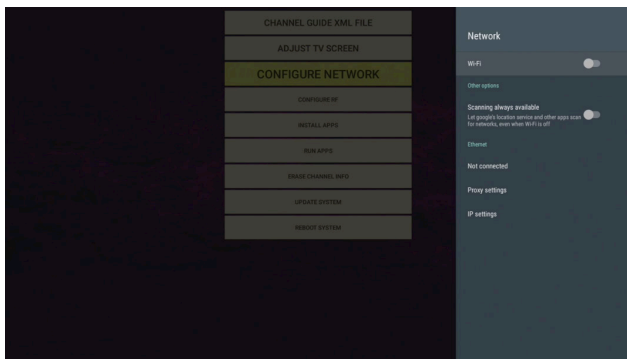 CHANNEL GUIDE XML FILE
ADJUST TV SCREEN
CONFIGURE NETWORK
CONFIGURE RF
INSTALL APPS
RUN APPS
ERASE CHANNEL INFO
UPDATE SYSTEM
REBOOT SYSTEM
Network
Wi-Fi
Other options
Scanning always available
Let google's location service and other apps scan
for networks, even when Wi-Fi is off
Ethernet
Not connected
Proxy settings
IP settings